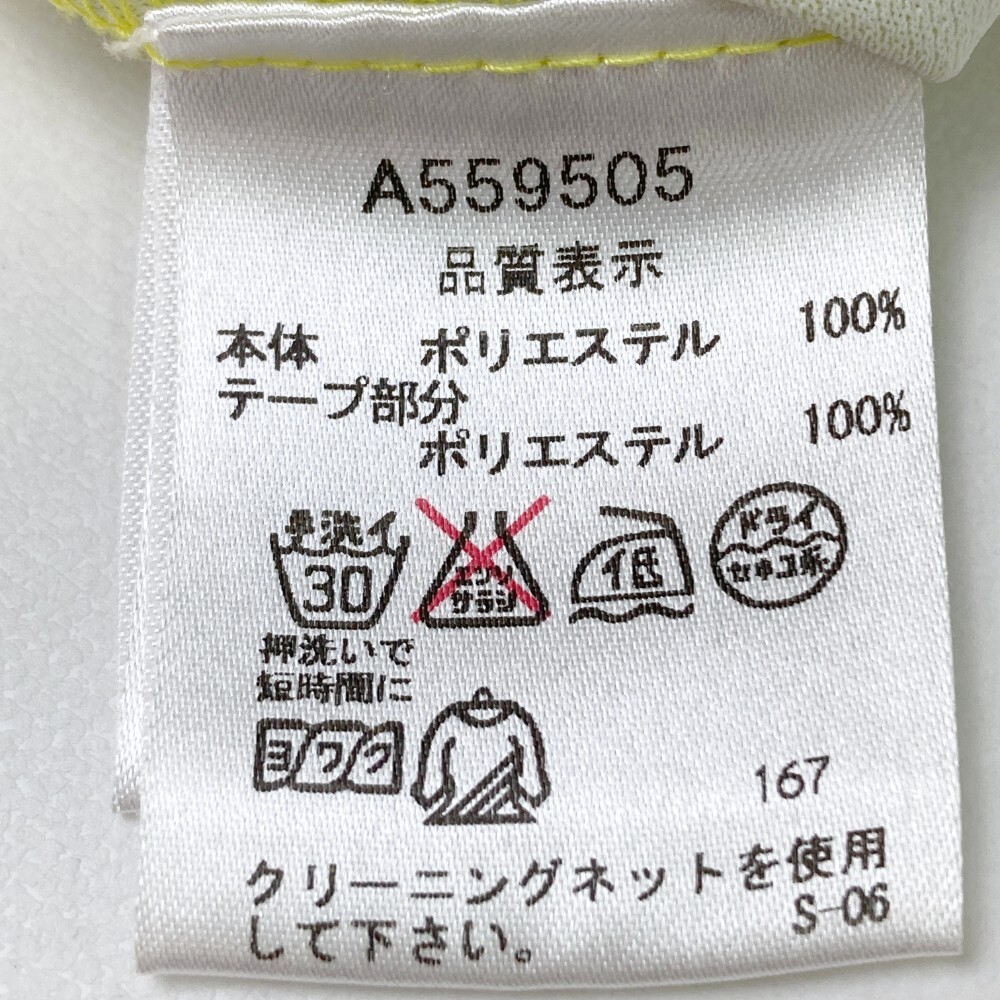 A559505
品質表示
本体 ポリエステル 100%
テープ部分
ポリエステル 100%
手洗イ
30
エンソ
サラシ
低
ドライ
セキユ系
押洗いで
短時間に
ヨワク
167
クリーニングネットを使用
して下さい。
S-06